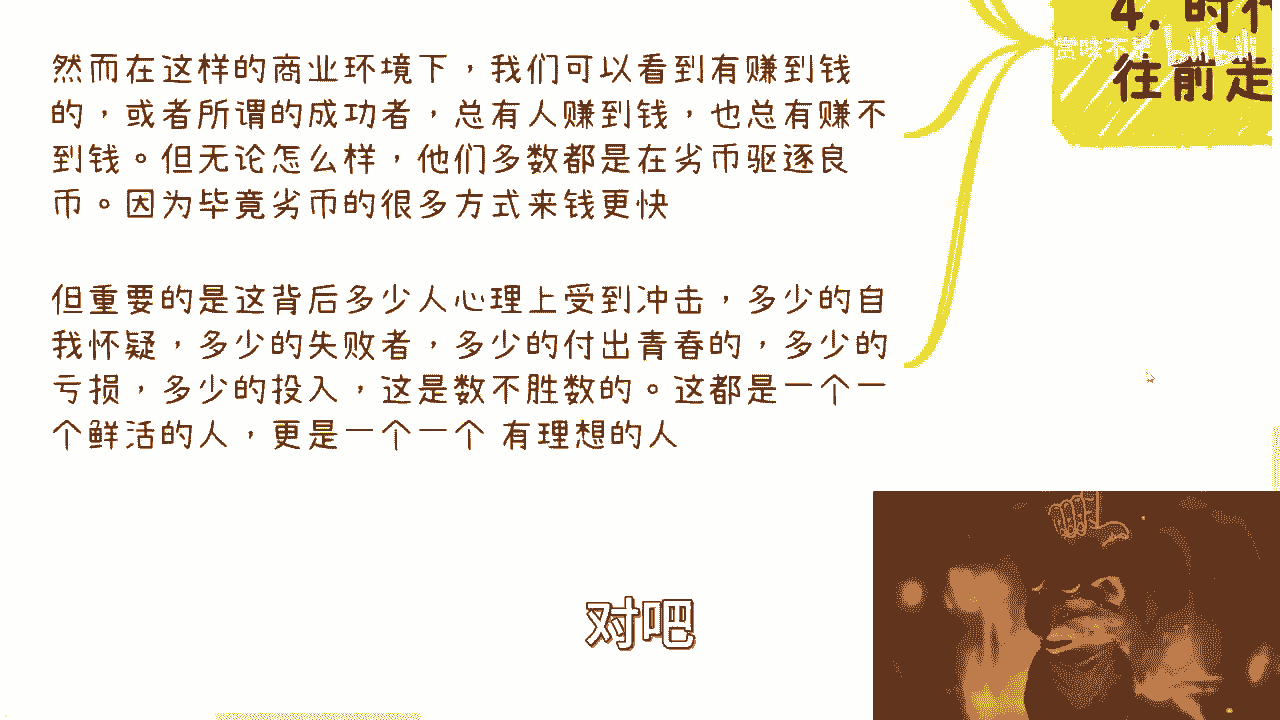 4. 时
赏味不足 bilibili
往前走
然而在这样的商业环境下，我们可以看到有赚到钱
的，或者所谓的成功者，总有人赚到钱，也总有赚不
到钱。但无论怎么样，他们多数都是在劣币驱逐良
币。因为毕竟劣币的很多方式来钱更快
但重要的是这背后多少人心理上受到冲击，多少的自
我怀疑，多少的失败者，多少的付出青春的，多少的
亏损，多少的投入，这是数不胜数的。这都是一个一
个鲜活的人，更是一个一个 有理想的人
对吧